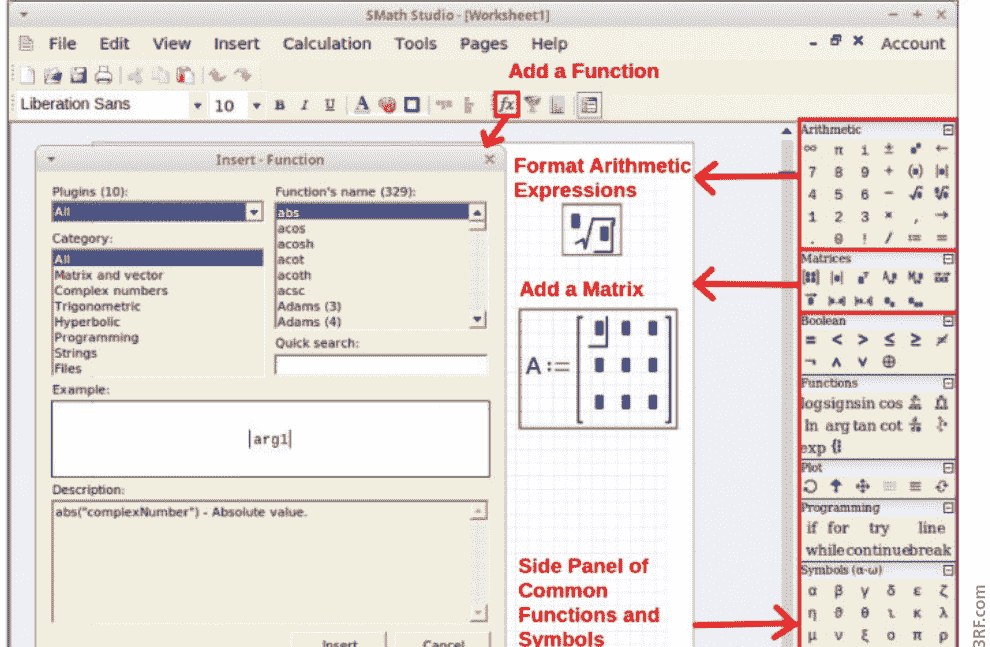 SMath Studio - [Worksheet1]
File Edit View Insert Calculation Tools Pages Help Account
Add a Function
Liberation Sans 10 B I U A fx
Insert - Function
Plugins (10):
All
Category:
All
Matrix and vector
Complex numbers
Trigonometric
Hyperbolic
Programming
Strings
Files
Function's name (329):
abs
acos
acosh
acot
acoth
acsc
Adams (3)
Adams (4)
Quick search:
Example:
|arg1|
Description:
abs("complexNumber") - Absolute value.
Insert Cancel
Format Arithmetic
Expressions
Add a Matrix
A :=
Side Panel of
Common
Functions and
Symbols
Arithmetic
∞ π i ± ←
7 8 9 +
4 5 6 −
1 2 3 × , →
. 0 ! / := =
Matrices
Boolean
= < > ≤ ≥ ≠
¬ ∧ ∨ ⊕
Functions
log sign sin cos
ln arg tan cot
exp
Plot
Programming
if for try line
while continue break
Symbols (α-ω)
α β γ δ ε ζ
η ϑ θ ι κ λ
μ ν ξ ο π ρ
3RF.com